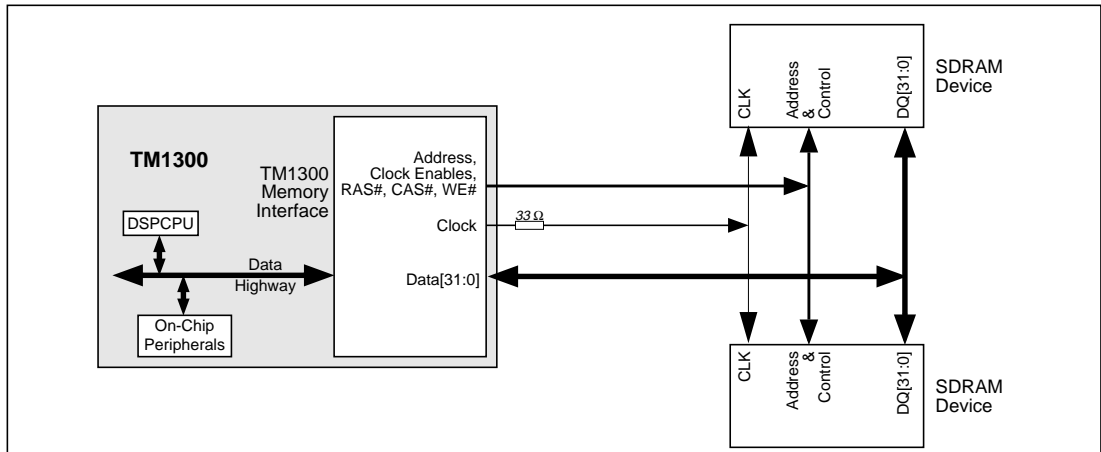 CLK
Address
&
Control
DQ[31:0]
SDRAM
Device
TM1300
TM1300
Memory
Interface
Address,
Clock Enables,
RAS#, CAS#, WE#
Clock
33 Ω
Data[31:0]
DSPCPU
Data
Highway
On-Chip
Peripherals
CLK
Address
&
Control
DQ[31:0]
SDRAM
Device